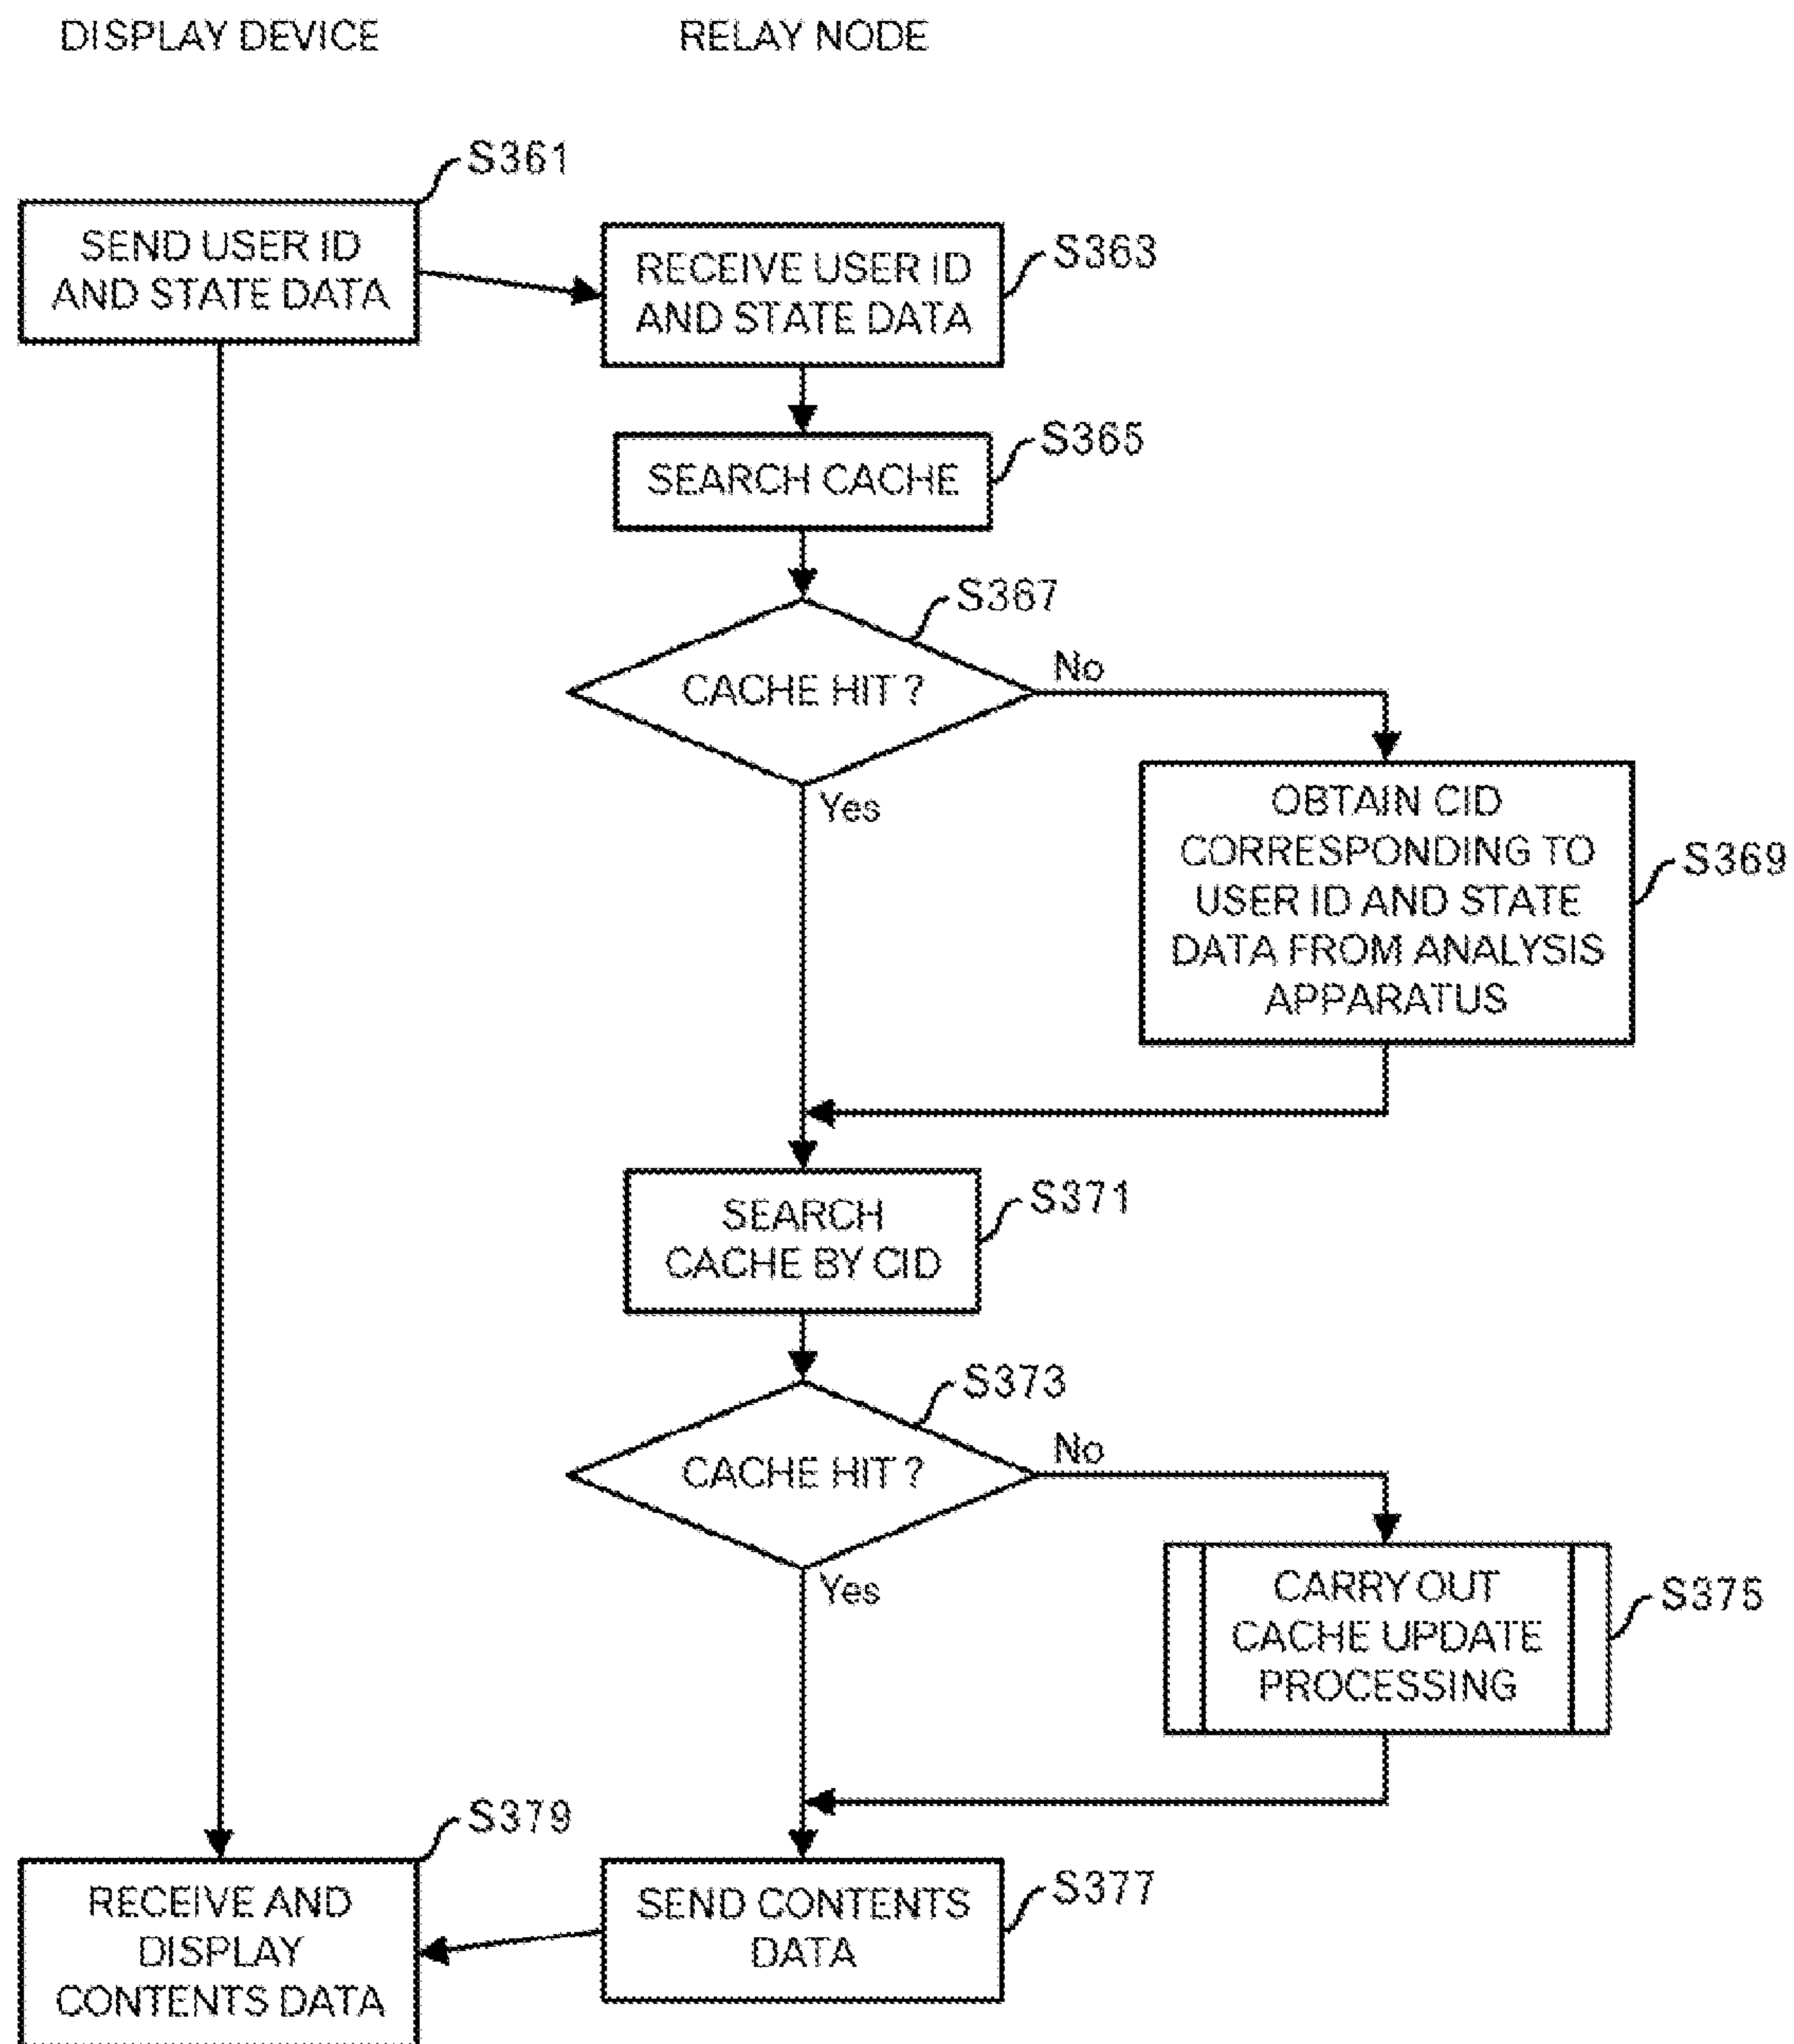 DISPLAY DEVICE
RELAY NODE
S361
SEND USER ID
AND STATE DATA
S363
RECEIVE USER ID
AND STATE DATA
S365
SEARCH CACHE
S367
CACHE HIT ?
No
Yes
OBTAIN CID
CORRESPONDING TO
USER ID AND STATE
DATA FROM ANALYSIS
APPARATUS
S369
S371
SEARCH
CACHE BY CID
S373
CACHE HIT ?
No
Yes
CARRY OUT
CACHE UPDATE
PROCESSING
S375
S379
RECEIVE AND
DISPLAY
CONTENTS DATA
S377
SEND CONTENTS
DATA